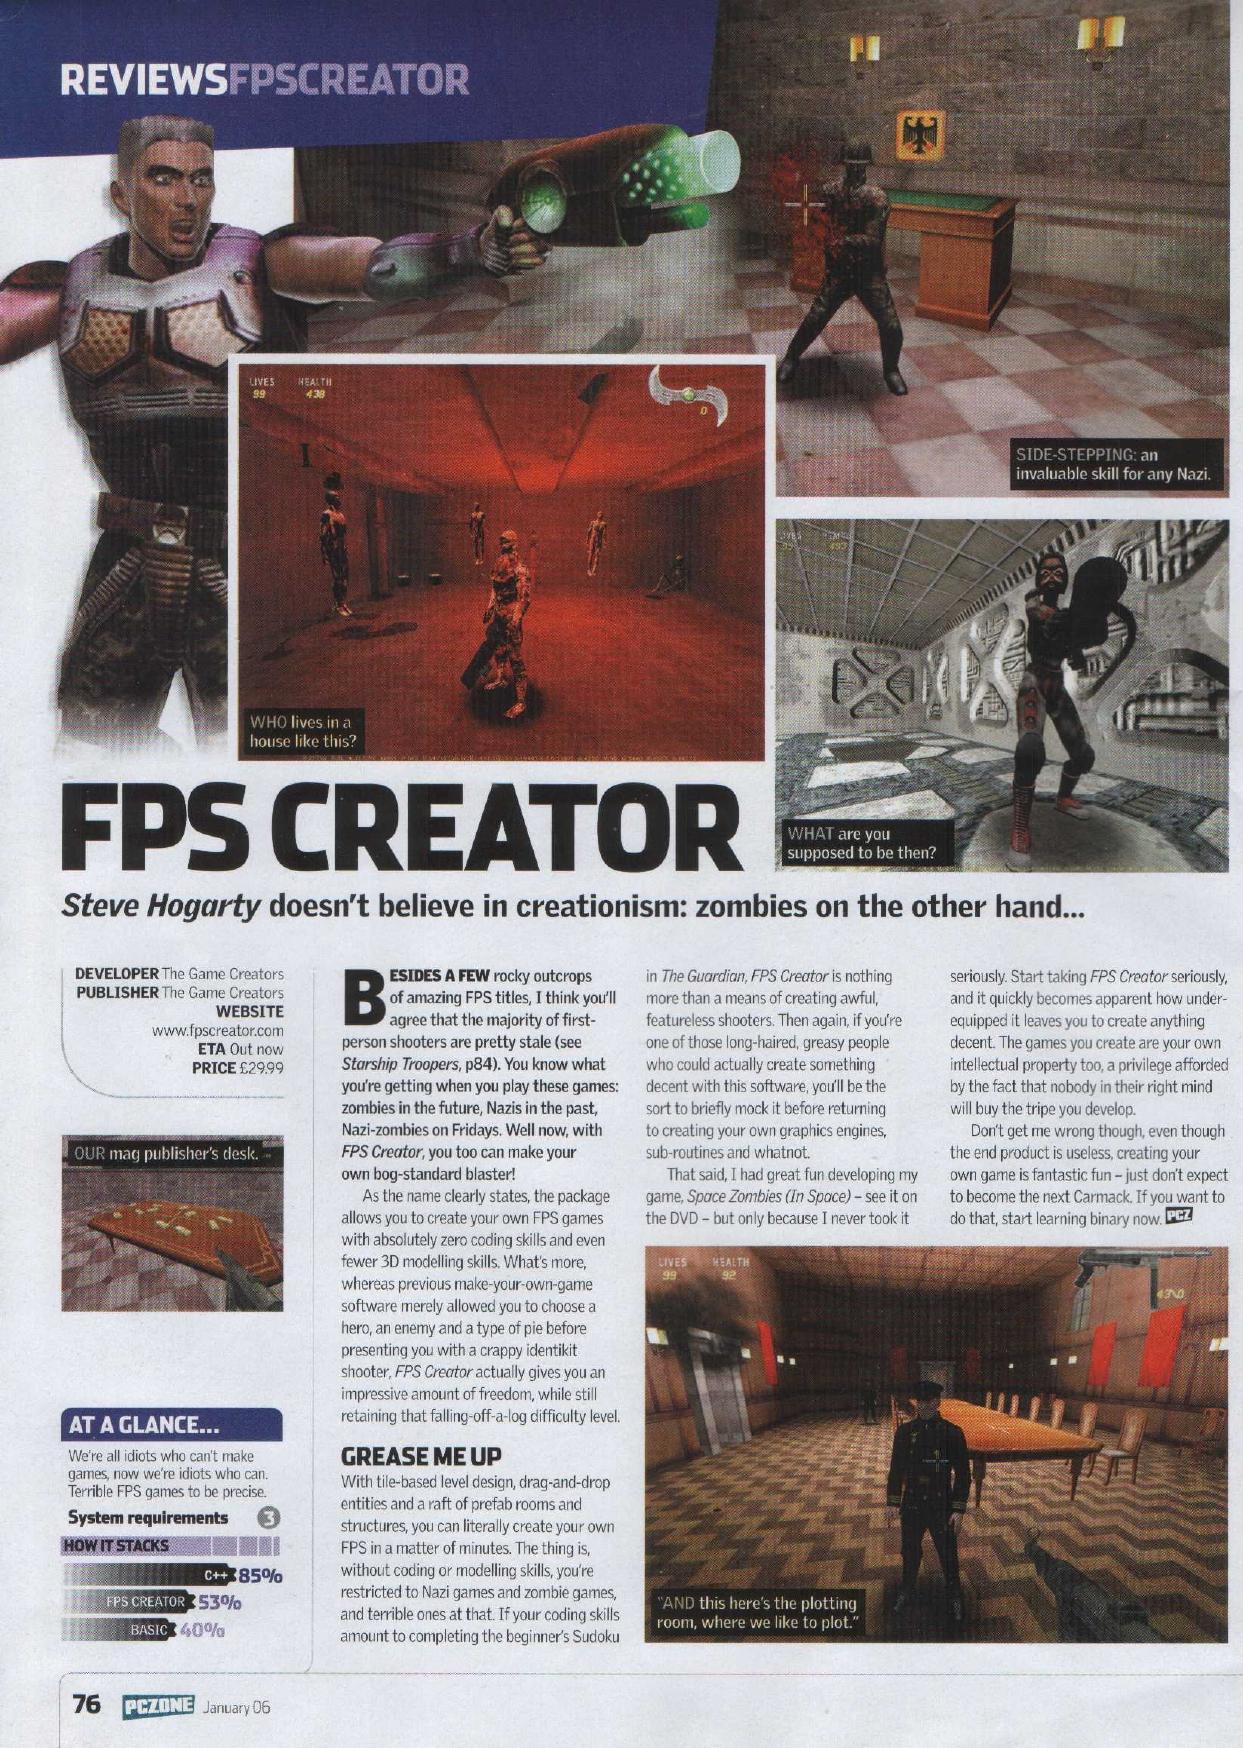 REVIEWSFPSCREATOR
SIDE-STEPPING: an
invaluable skill for any Nazi.
LIVES HEALTH
99 438
0
WHO lives in a
house like this?
LIVES HEALTH
WHAT are you
supposed to be then?
FPS CREATOR
Steve Hogarty doesn't believe in creationism: zombies on the other hand...
DEVELOPER The Game Creators
PUBLISHER The Game Creators
WEBSITE
www.fpscreator.com
ETA Out now
PRICE £29.99
OUR mag publisher's desk.
AT A GLANCE...
We're all idiots who can't make
games, now we're idiots who can.
Terrible FPS games to be precise.
System requirements 3
HOW IT STACKS
C++ 85%
FPS CREATOR 53%
BASIC 40%
BESIDES A FEW rocky outcrops
of amazing FPS titles, I think you'll
agree that the majority of first-
person shooters are pretty stale (see
Starship Troopers, p84). You know what
you're getting when you play these games:
zombies in the future, Nazis in the past,
Nazi-zombies on Fridays. Well now, with
FPS Creator, you too can make your
own bog-standard blaster!
As the name clearly states, the package
allows you to create your own FPS games
with absolutely zero coding skills and even
fewer 3D modelling skills. What's more,
whereas previous make-your-own-game
software merely allowed you to choose a
hero, an enemy and a type of pie before
presenting you with a crappy identikit
shooter, FPS Creator actually gives you an
impressive amount of freedom, while still
retaining that falling-off-a-log difficulty level.
GREASE ME UP
With tile-based level design, drag-and-drop
entities and a raft of prefab rooms and
structures, you can literally create your own
FPS in a matter of minutes. The thing is,
without coding or modelling skills, you're
restricted to Nazi games and zombie games,
and terrible ones at that. If your coding skills
amount to completing the beginner's Sudoku
in The Guardian, FPS Creator is nothing
more than a means of creating awful,
featureless shooters. Then again, if you're
one of those long-haired, greasy people
who could actually create something
decent with this software, you'll be the
sort to briefly mock it before returning
to creating your own graphics engines,
sub-routines and whatnot.
That said, I had great fun developing my
game, Space Zombies (In Space) – see it on
the DVD – but only because I never took it
seriously. Start taking FPS Creator seriously,
and it quickly becomes apparent how under-
equipped it leaves you to create anything
decent. The games you create are your own
intellectual property too, a privilege afforded
by the fact that nobody in their right mind
will buy the tripe you develop.
Don't get me wrong though, even though
the end product is useless, creating your
own game is fantastic fun – just don't expect
to become the next Carmack. If you want to
do that, start learning binary now. PCZ
LIVES HEALTH
99 92
"AND this here's the plotting
room, where we like to plot."
76 PCZONE January 06